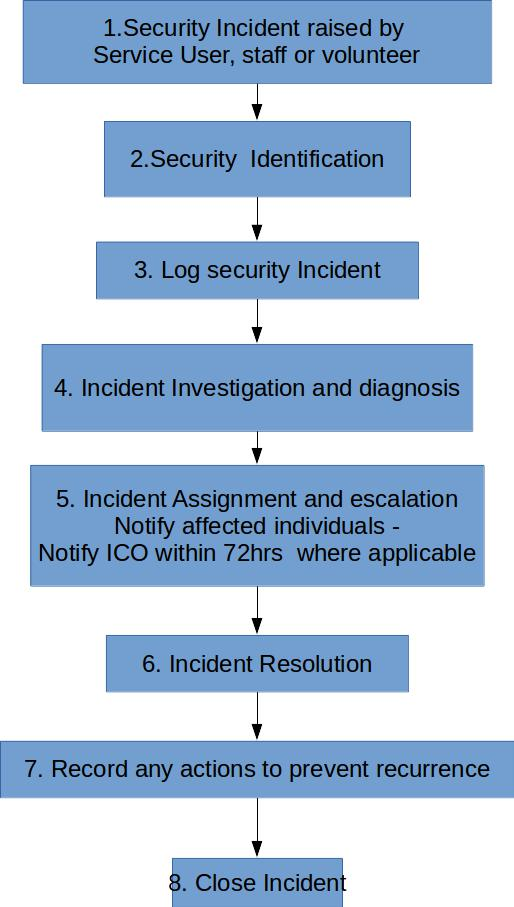 1.Security Incident raised by
Service User, staff or volunteer
2.Security  Identification
3. Log security Incident
4. Incident Investigation and diagnosis
5. Incident Assignment and escalation
Notify affected individuals -
Notify ICO within 72hrs  where applicable
6. Incident Resolution
7. Record any actions to prevent recurrence
8. Close Incident